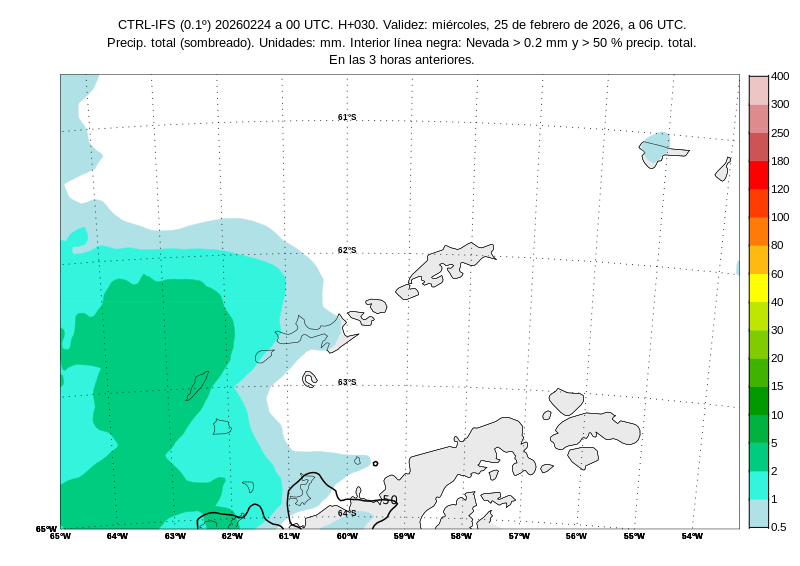 CTRL-IFS (0.1º) 20260224 a 00 UTC. H+030. Validez: miércoles, 25 de febrero de 2026, a 06 UTC.
Precip. total (sombreado). Unidades: mm. Interior línea negra: Nevada > 0.2 mm y > 50 % precip. total.
En las 3 horas anteriores.
400
300
250
180
120
100
80
60
40
30
20
15
10
5
2
1
0.5
61°S
62°S
63°S
64°S
50
65°W
65°W 64°W 63°W 62°W 61°W 60°W 59°W 58°W 57°W 56°W 55°W 54°W